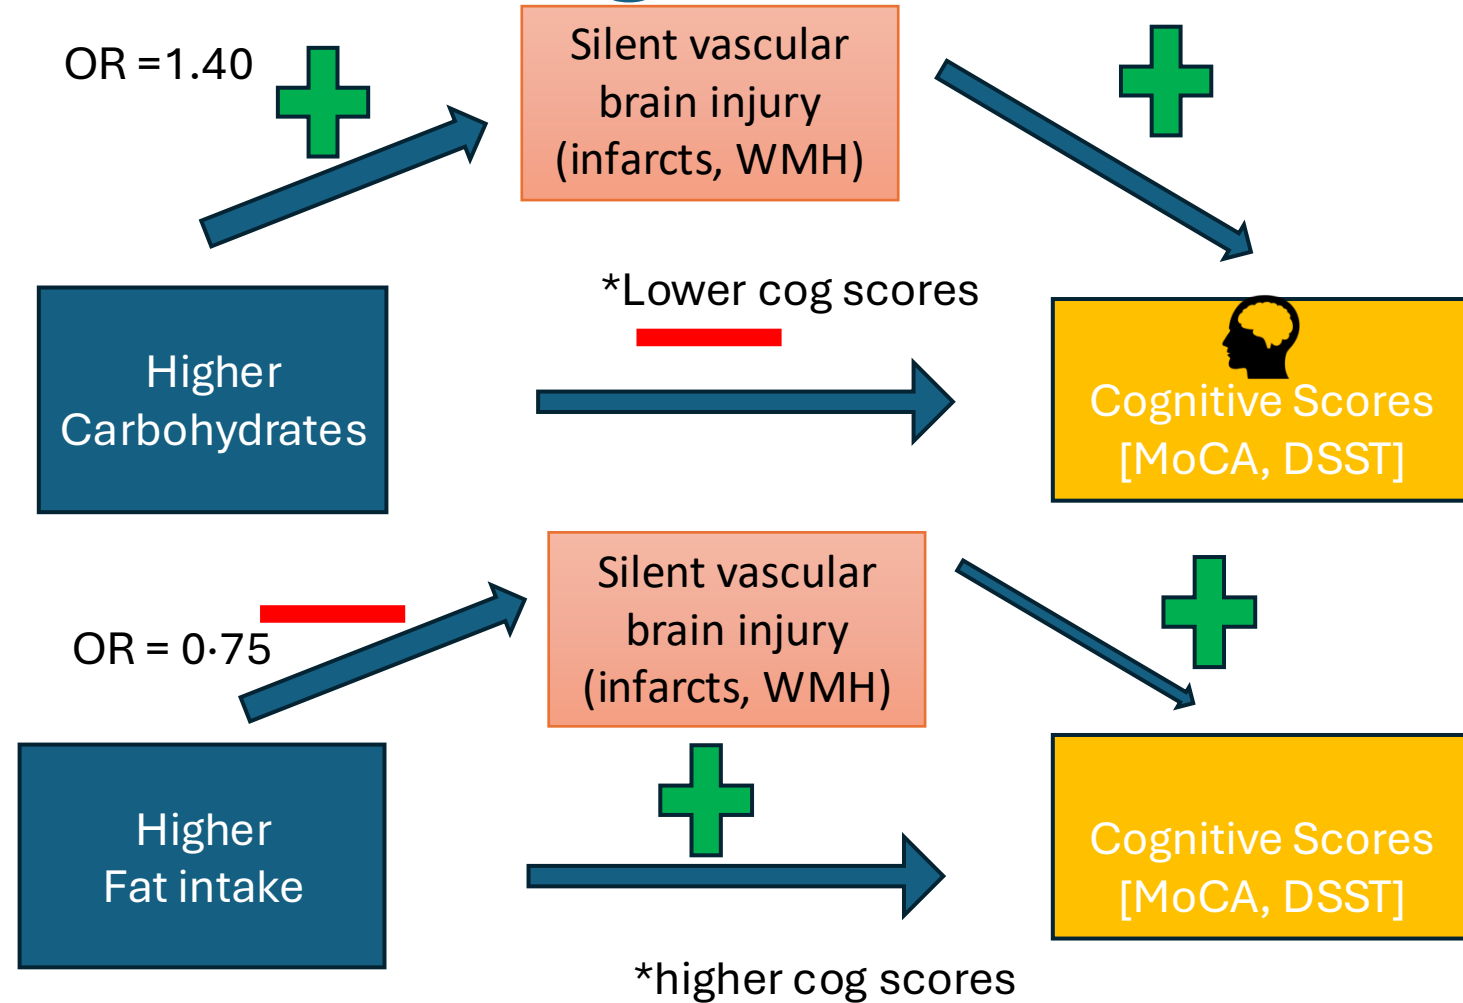 OR =1.40
Silent vascular
brain injury
(infarcts, WMH)
*Lower cog scores
Higher
Carbohydrates
Cognitive Scores
[MoCA, DSST]
OR = 0·75
Silent vascular
brain injury
(infarcts, WMH)
Higher
Fat intake
Cognitive Scores
[MoCA, DSST]
*higher cog scores